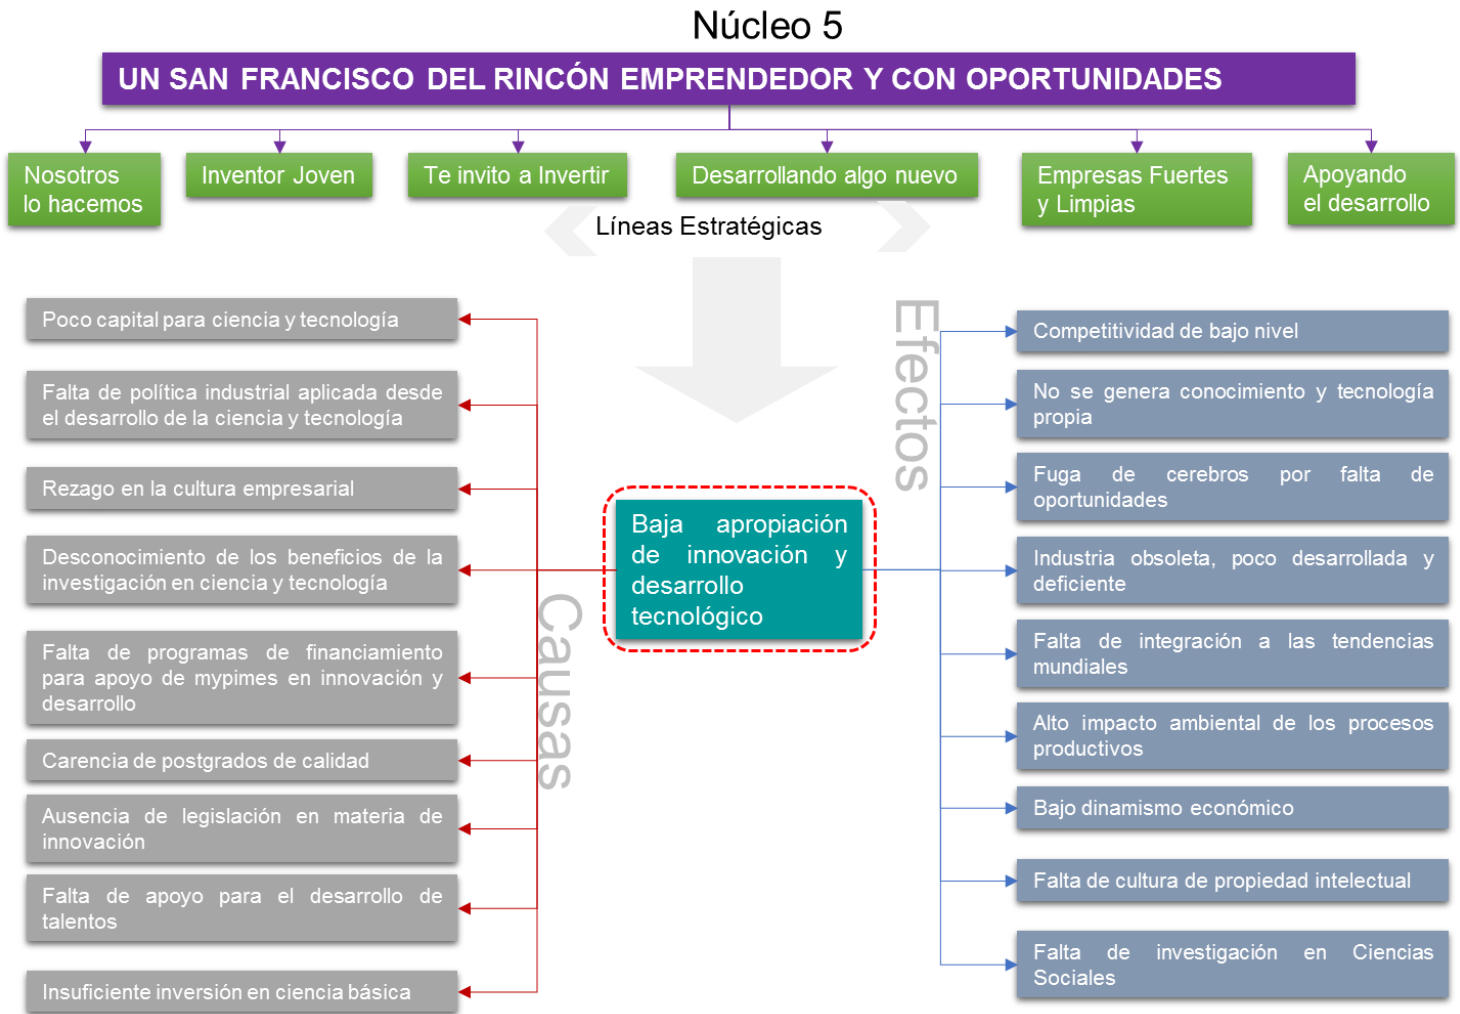 Núcleo 5
UN SAN FRANCISCO DEL RINCÓN EMPRENDEDOR Y CON OPORTUNIDADES
Nosotros
lo hacemos
Inventor Joven
Te invito a Invertir
Desarrollando algo nuevo
Empresas Fuertes
y Limpias
Apoyando
el desarrollo
Líneas Estratégicas
Causas
Poco capital para ciencia y tecnología
Falta de política industrial aplicada desde
el desarrollo de la ciencia y tecnología
Rezago en la cultura empresarial
Desconocimiento de los beneficios de la
investigación en ciencia y tecnología
Falta de programas de financiamiento
para apoyo de mypimes en innovación y
desarrollo
Carencia de postgrados de calidad
Ausencia de legislación en materia de
innovación
Falta de apoyo para el desarrollo de
talentos
Insuficiente inversión en ciencia básica
Baja apropiación
de innovación y
desarrollo
tecnológico
Efectos
Competitividad de bajo nivel
No se genera conocimiento y tecnología
propia
Fuga de cerebros por falta de
oportunidades
Industria obsoleta, poco desarrollada y
deficiente
Falta de integración a las tendencias
mundiales
Alto impacto ambiental de los procesos
productivos
Bajo dinamismo económico
Falta de cultura de propiedad intelectual
Falta de investigación en Ciencias
Sociales